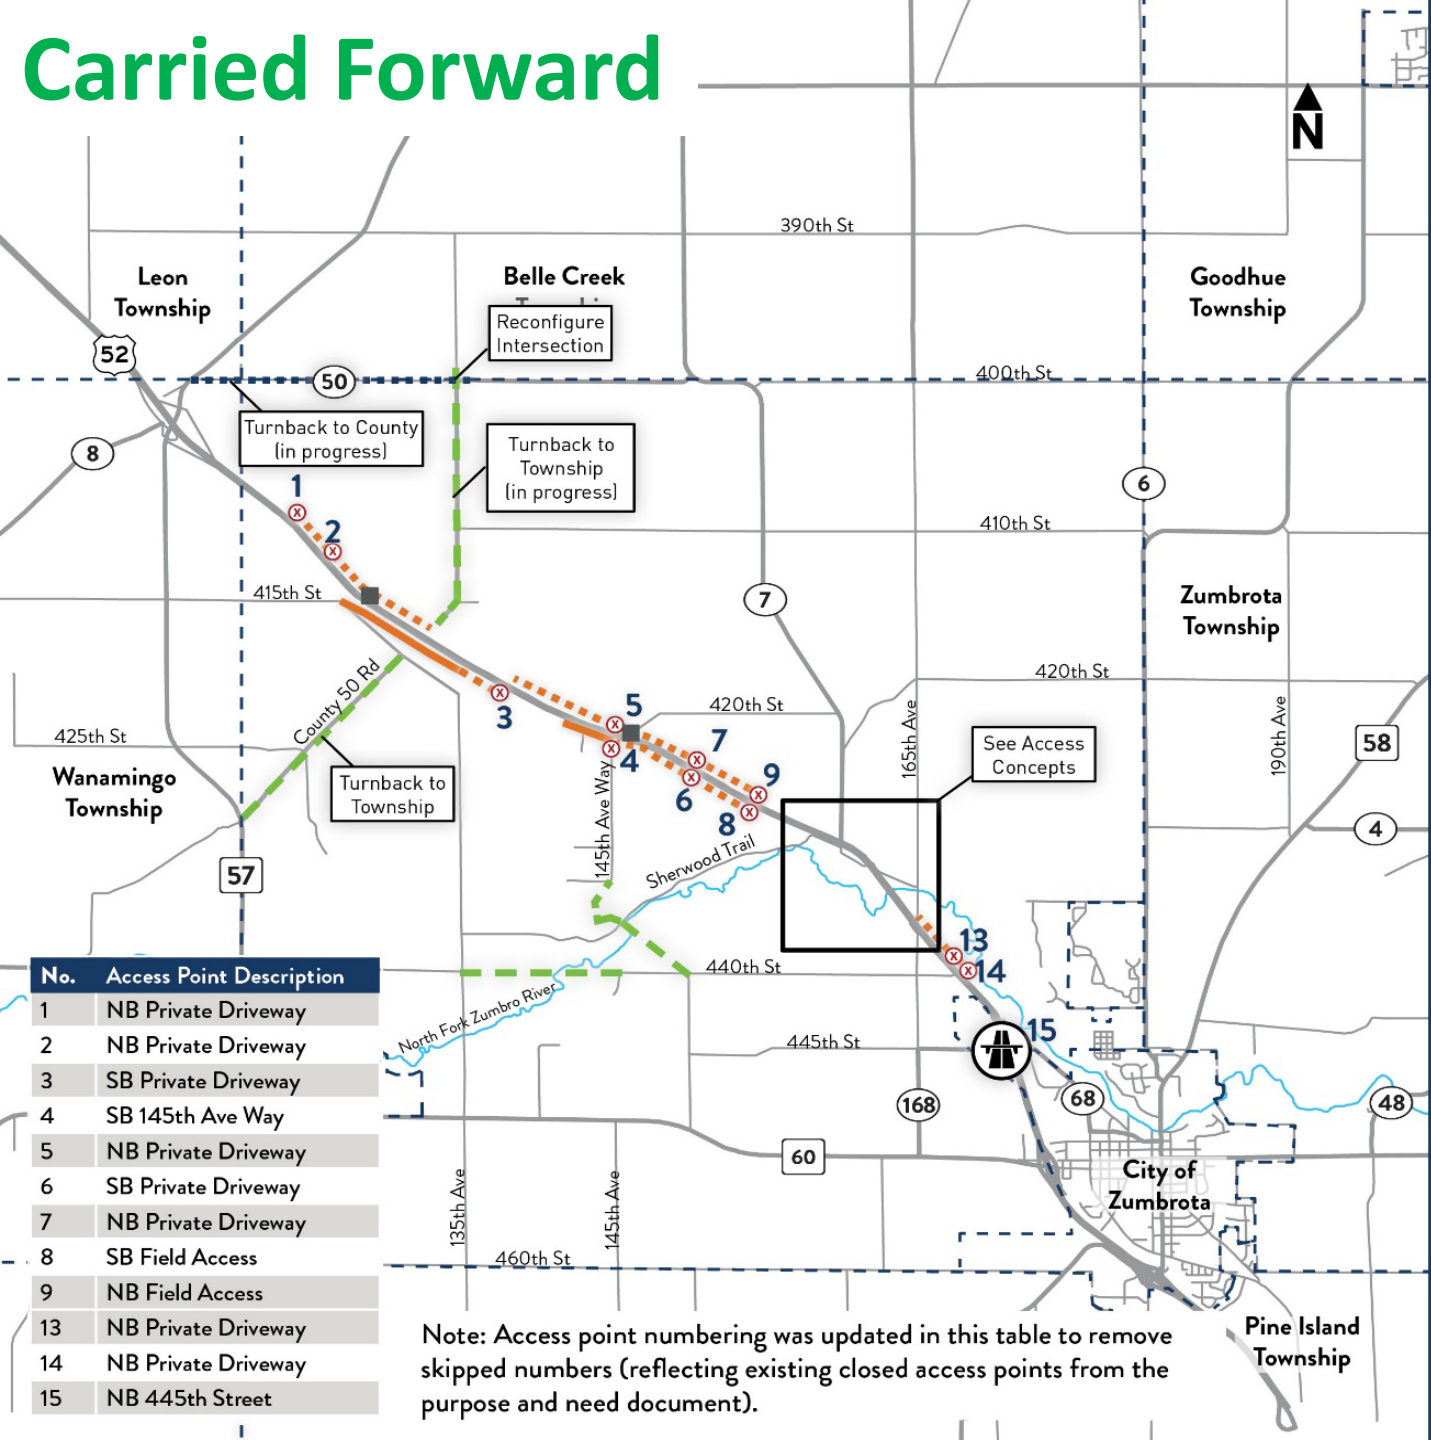 Carried Forward
N
390th St
Leon
Township
Belle Creek
Goodhue
Township
Reconfigure
Intersection
52
50
400th St
Turnback to County
(in progress)
Turnback to
Township
(in progress)
8
6
1
2
410th St
415th St
7
Zumbrota
Township
County 50 Rd
420th St
3
5
420th St
165th Ave
190th Ave
425th St
4
7
See Access
Concepts
58
Wanamingo
Township
Turnback to
Township
145th Ave Way
6
9
8
4
Sherwood Trail
57
13
14
440th St
North Fork Zumbro River
15
445th St
168
68
48
60
City of
Zumbrota
135th Ave
145th Ave
460th St
No. Access Point Description
1 NB Private Driveway
2 NB Private Driveway
3 SB Private Driveway
4 SB 145th Ave Way
5 NB Private Driveway
6 SB Private Driveway
7 NB Private Driveway
8 SB Field Access
9 NB Field Access
13 NB Private Driveway
14 NB Private Driveway
15 NB 445th Street
Pine Island
Township
Note: Access point numbering was updated in this table to remove
skipped numbers (reflecting existing closed access points from the
purpose and need document).